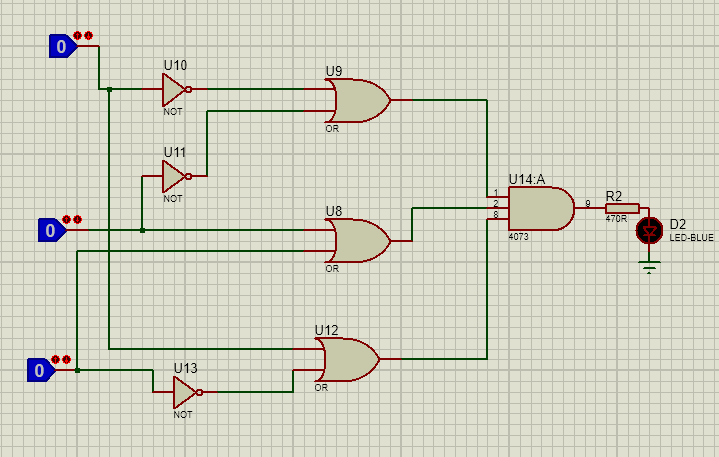 0
U10
NOT
U9
OR
U11
NOT
0
U8
OR
U14:A
1
2
8
9
4073
R2
470R
D2
LED-BLUE
U12
OR
0
U13
NOT